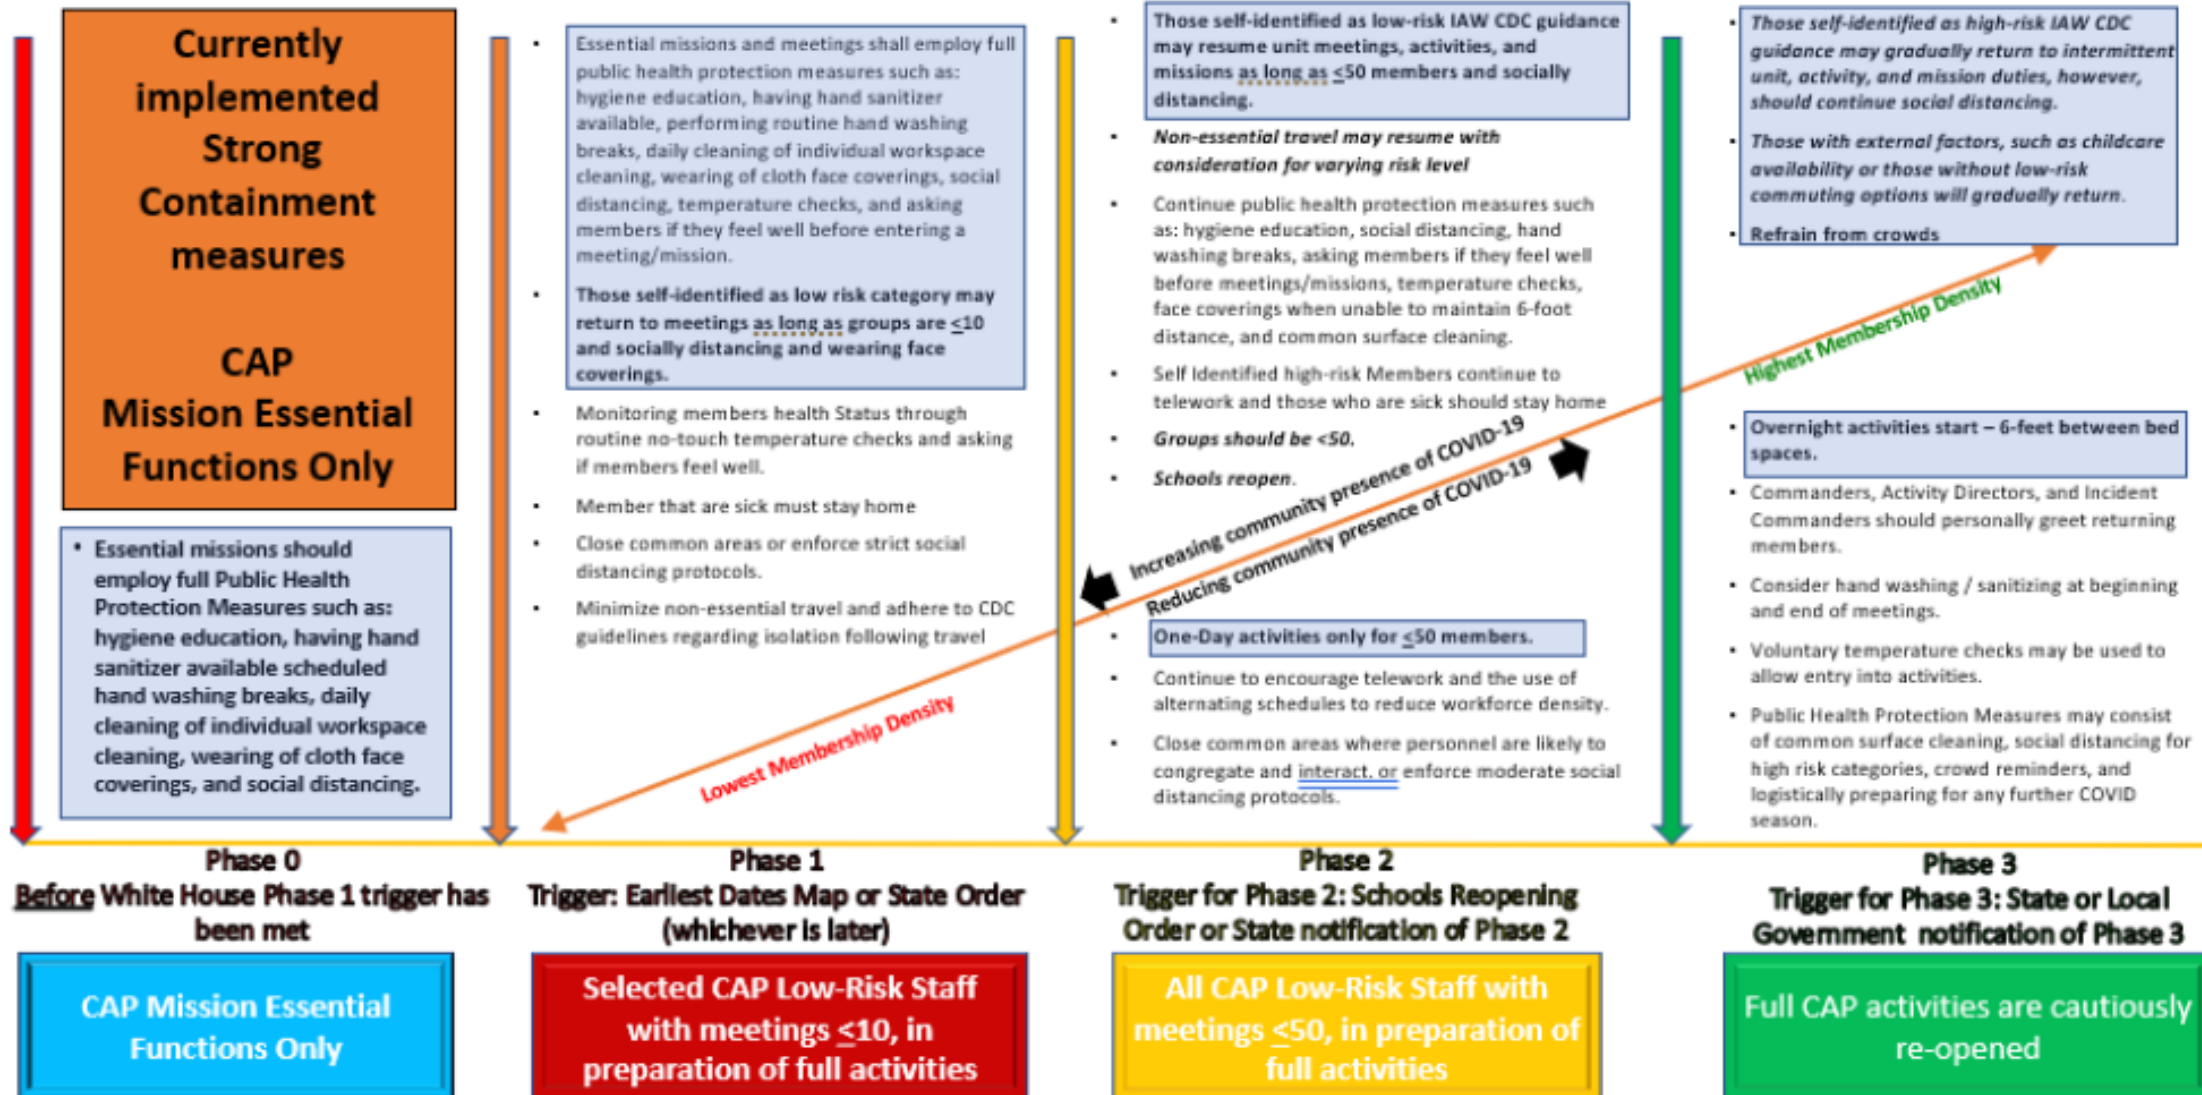 Currently
implemented
Strong
Containment
measures
CAP
Mission Essential
Functions Only
• Essential missions should
employ full Public Health
Protection Measures such as:
hygiene education, having hand
sanitizer available scheduled
hand washing breaks, daily
cleaning of individual workspace
cleaning, wearing of cloth face
coverings, and social distancing.
Phase 0
Before White House Phase 1 trigger has
been met
CAP Mission Essential
Functions Only
• Essential missions and meetings shall employ full
public health protection measures such as:
hygiene education, having hand sanitizer
available, performing routine hand washing
breaks, daily cleaning of individual workspace
cleaning, wearing of cloth face coverings, social
distancing, temperature checks, and asking
members if they feel well before entering a
meeting/mission.
• Those self-identified as low risk category may
return to meetings as long as groups are ≤10
and socially distancing and wearing face
coverings.
• Monitoring members health Status through
routine no-touch temperature checks and asking
if members feel well.
• Member that are sick must stay home
• Close common areas or enforce strict social
distancing protocols.
• Minimize non-essential travel and adhere to CDC
guidelines regarding isolation following travel
Lowest Membership Density
Phase 1
Trigger: Earliest Dates Map or State Order
(whichever is later)
Selected CAP Low-Risk Staff
with meetings ≤10, in
preparation of full activities
• Those self-identified as low-risk IAW CDC guidance
may resume unit meetings, activities, and
missions as long as ≤50 members and socially
distancing.
• Non-essential travel may resume with
consideration for varying risk level
• Continue public health protection measures such
as: hygiene education, social distancing, hand
washing breaks, asking members if they feel well
before meetings/missions, temperature checks,
face coverings when unable to maintain 6-foot
distance, and common surface cleaning.
• Self Identified high-risk Members continue to
telework and those who are sick should stay home
• Groups should be <50.
• Schools reopen.
Increasing community presence of COVID-19
Reducing community presence of COVID-19
• One-Day activities only for ≤50 members.
• Continue to encourage telework and the use of
alternating schedules to reduce workforce density.
• Close common areas where personnel are likely to
congregate and interact, or enforce moderate social
distancing protocols.
Phase 2
Trigger for Phase 2: Schools Reopening
Order or State notification of Phase 2
All CAP Low-Risk Staff with
meetings ≤50, in preparation of
full activities
• Those self-identified as high-risk IAW CDC
guidance may gradually return to intermittent
unit, activity, and mission duties, however,
should continue social distancing.
• Those with external factors, such as childcare
availability or those without low-risk
commuting options will gradually return.
• Refrain from crowds
Highest Membership Density
• Overnight activities start – 6-feet between bed
spaces.
• Commanders, Activity Directors, and Incident
Commanders should personally greet returning
members.
• Consider hand washing / sanitizing at beginning
and end of meetings.
• Voluntary temperature checks may be used to
allow entry into activities.
• Public Health Protection Measures may consist
of common surface cleaning, social distancing for
high risk categories, crowd reminders, and
logistically preparing for any further COVID
season.
Phase 3
Trigger for Phase 3: State or Local
Government notification of Phase 3
Full CAP activities are cautiously
re-opened